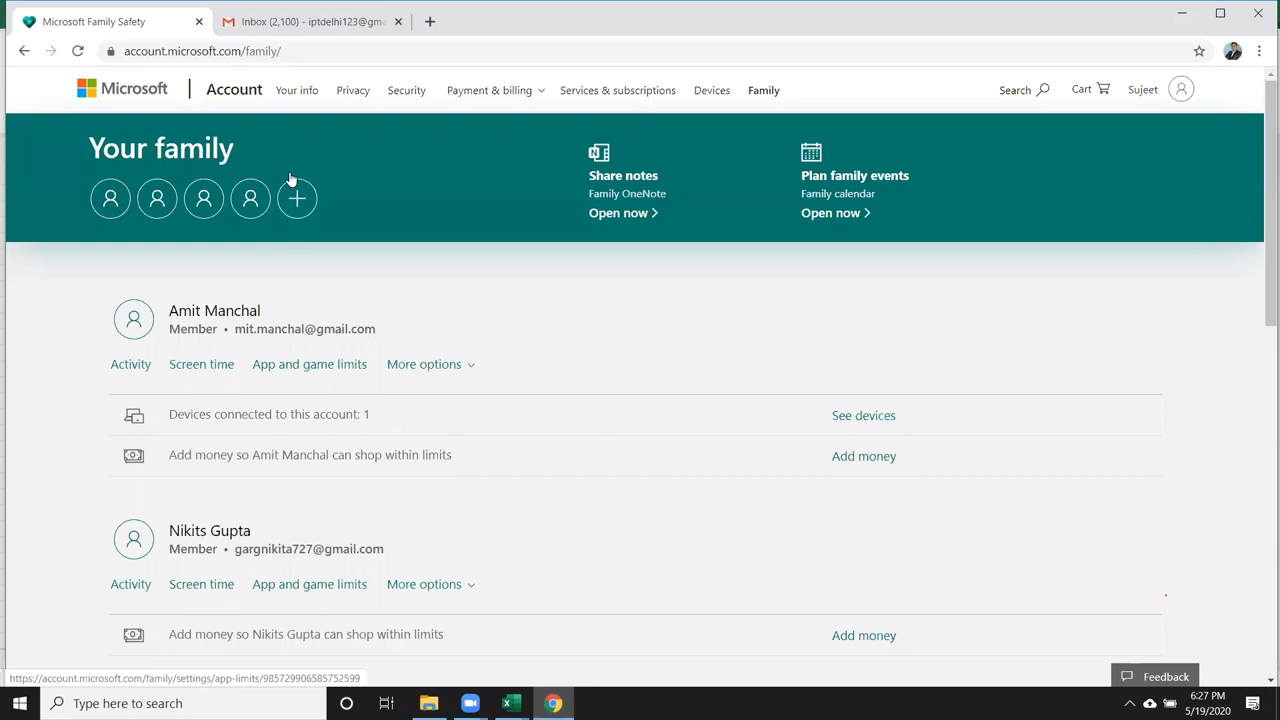 Microsoft Family Safety
Inbox (2,100) - iptdelhi123@gma
account.microsoft.com/family/
Microsoft
Account
Your info
Privacy
Security
Payment & billing
Services & subscriptions
Devices
Family
Search
Cart
Sujeet
Your family
Share notes
Family OneNote
Open now
Plan family events
Family calendar
Open now
Amit Manchal
Member • mit.manchal@gmail.com
Activity
Screen time
App and game limits
More options
Devices connected to this account: 1
See devices
Add money so Amit Manchal can shop within limits
Add money
Nikits Gupta
Member • gargnikita727@gmail.com
Activity
Screen time
App and game limits
More options
Add money so Nikits Gupta can shop within limits
Add money
https://account.microsoft.com/family/settings/app-limits/985729906585752599
Feedback
Type here to search
6:27 PM
5/19/2020